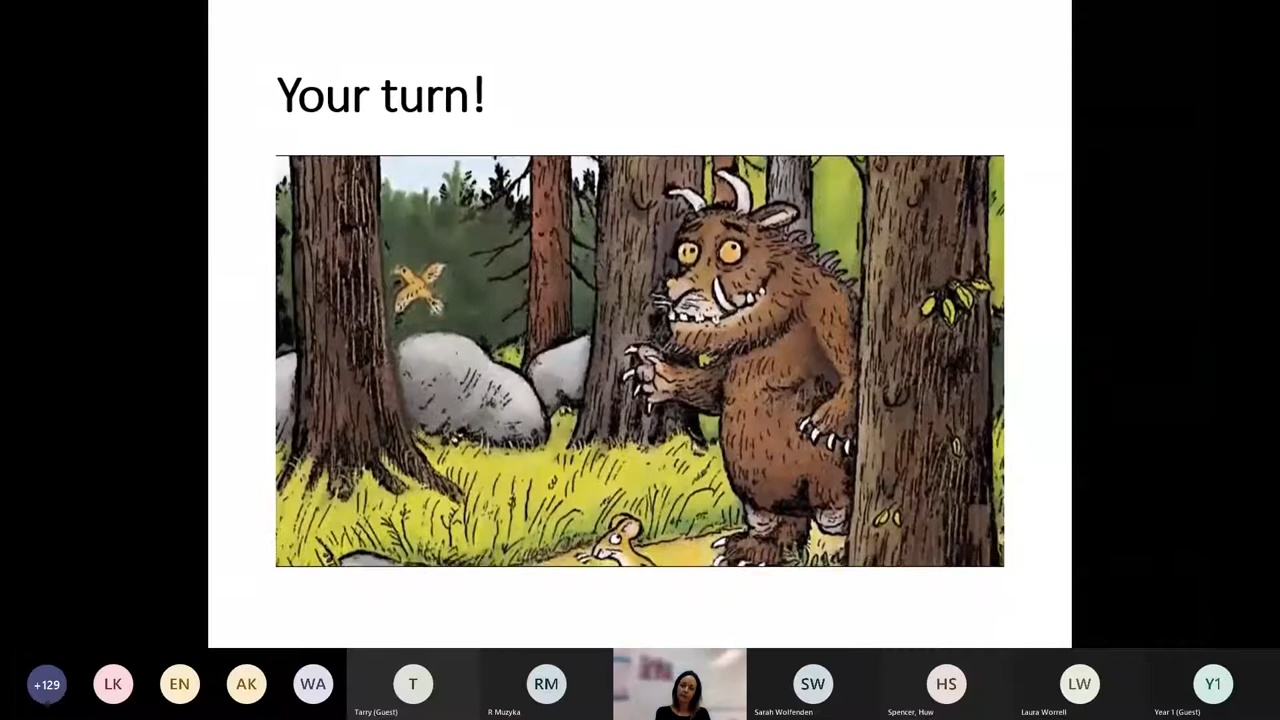 Your turn!
+129
LK
EN
AK
WA
T
RM
SW
HS
LW
Y1
Tarry (Guest)
R Muzyka
Sarah Wolfenden
Spencer, Huw
Laura Worrell
Year 1 (Guest)